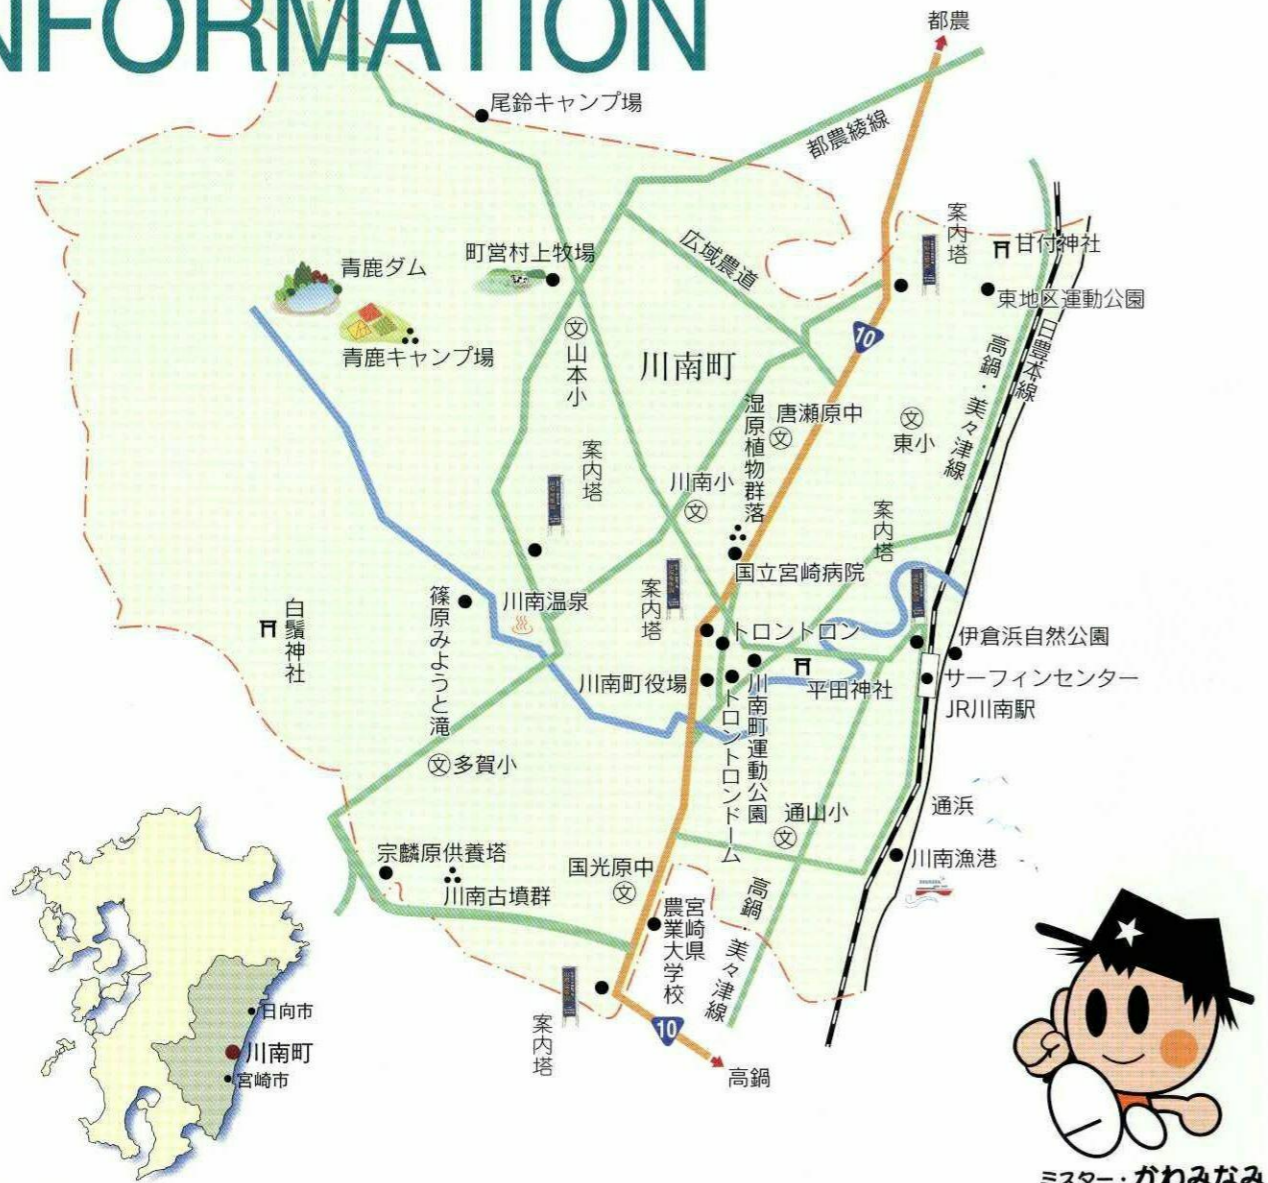 NFORMATION
都農
尾鈴キャンプ場
都農綾線
案内塔
甘付神社
広域農道
町営村上牧場
青鹿ダム
東地区運動公園
青鹿キャンプ場
山本小
文
10
日豊本線
高鍋・美々津線
川南町
湿原植物群落
唐瀬原中
文
文
東小
案内塔
川南小
文
案内塔
国立宮崎病院
案内塔
篠原みようと滝
川南温泉
白鬚神社
トロントロン
伊倉浜自然公園
川南町役場
平田神社
サーフィンセンター
JR川南駅
川南町運動公園
トロントロンドーム
文多賀小
通山小
文
通浜
宗麟原供養塔
川南古墳群
国光原中
文
川南漁港
宮崎県
農業大学校
高鍋・美々津線
案内塔
10
高鍋
日向市
川南町
宮崎市
ミスター・かわみなみ